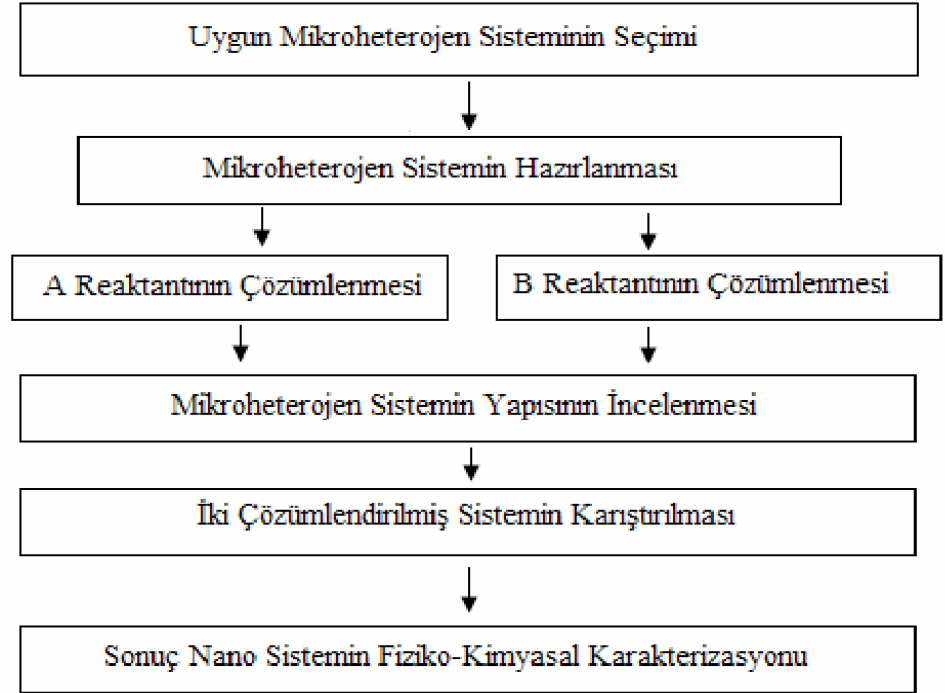 Uygun Mikroheterojen Sisteminin Seçimi
Mikroheterojen Sistemin Hazırlanması
A Reaktantının Çözümlenmesi
B Reaktantının Çözümlenmesi
Mikroheterojen Sistemin Yapısının İncelenmesi
İki Çözümlendirilmiş Sistemin Karıştırılması
Sonuç Nano Sistemin Fiziko-Kimyasal Karakterizasyonu